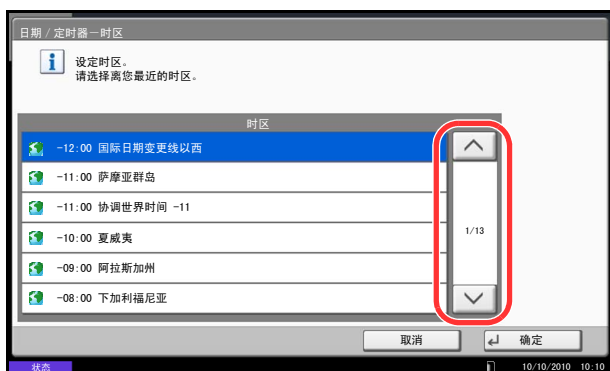 日期 / 定时器－时区
设定时区。
请选择离您最近的时区。
时区
-12:00 国际日期变更线以西
-11:00 萨摩亚群岛
-11:00 协调世界时间 -11
-10:00 夏威夷
-09:00 阿拉斯加州
-08:00 下加利福尼亚
1/13
取消
确定
状态
10/10/2010 10:10